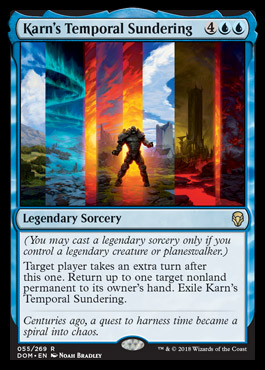 Karn's Temporal Sundering 4
Legendary Sorcery
(You may cast a legendary sorcery only if you
control a legendary creature or planeswalker.)
Target player takes an extra turn after
this one. Return up to one target nonland
permanent to its owner's hand. Exile Karn's
Temporal Sundering.
Centuries ago, a quest to harness time became a
spiral into chaos.
055/269 R
DOM • EN Noah Bradley
™ & © 2018 Wizards of the Coast